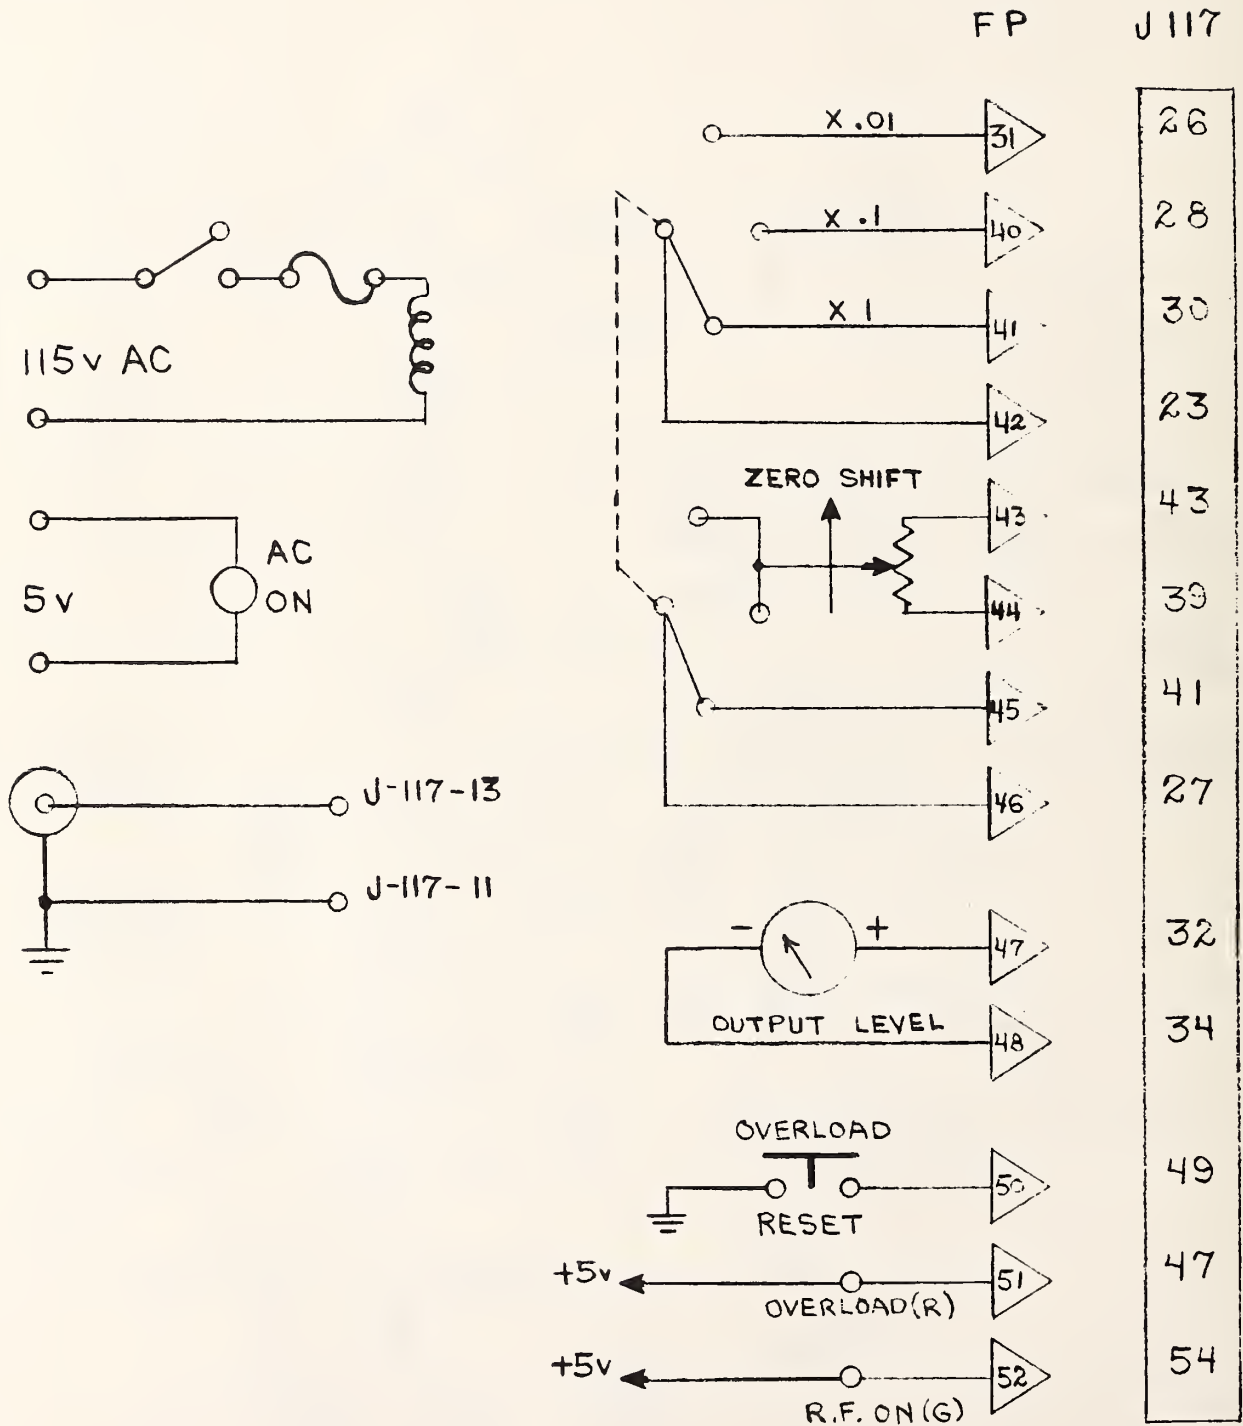 FP J 117
X .01 31 26
X .1 40 28
X 1 41 30
115v AC
42 23
ZERO SHIFT
43 43
AC
ON
5v
44 39
45 41
J-117-13
46 27
J-117-11
- + 47 32
OUTPUT LEVEL 48 34
OVERLOAD
50 49
RESET
+5v 51 47
OVERLOAD(R)
+5v 52 54
R.F. ON(G)